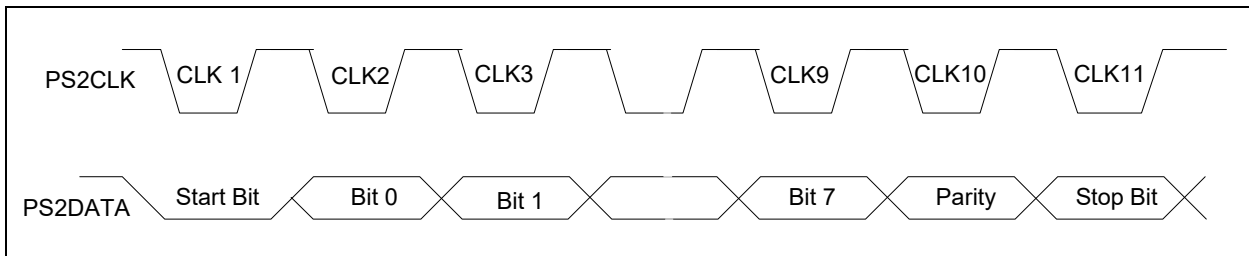 PS2CLK CLK 1 CLK2 CLK3 CLK9 CLK10 CLK11
PS2DATA Start Bit Bit 0 Bit 1 Bit 7 Parity Stop Bit